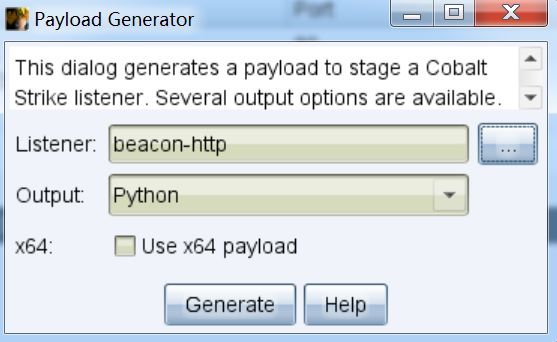 Port
Payload Generator
This dialog generates a payload to stage a Cobalt
Strike listener. Several output options are available.
Listener: beacon-http ...
Output: Python
x64: Use x64 payload
Generate Help